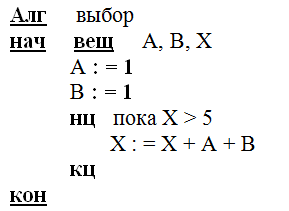 Алг выбор
нач вещ А, В, Х
А : = 1
В : = 1
нц пока Х > 5
Х : = Х + А + В
кц
кон